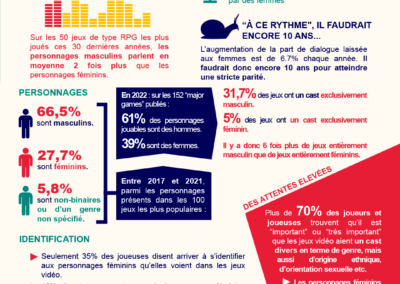 par des femmes
Sur les 50 jeux de type RPG les plus
joués ces 30 dernières années, les
personnages masculins parlent en
moyenne 2 fois plus que les
personnages féminins.
"À CE RYTHME", IL FAUDRAIT
ENCORE 10 ANS...
L'augmentation de la part de dialogue laissée
aux femmes est de 6.7% chaque année. Il
faudrait donc encore 10 ans pour atteindre
une stricte parité.
PERSONNAGES
66,5%
sont masculins.
27,7%
sont féminins.
5,8%
sont non-binaires
ou d'un genre
non spécifié.
En 2022 : sur les 152 "major
games" publiés :
61% des personnages
jouables sont des hommes.
39% sont des femmes.
Entre 2017 et 2021,
parmi les personnages
présents dans les 100
jeux les plus populaires :
31,7% des jeux ont un cast exclusivement
masculin.
5% des jeux ont un cast exclusivement
féminin.
Il y a donc 6 fois plus de jeux entièrement
masculin que de jeux entièrement féminins.
DES ATTENTES ELEVÉES
Plus de 70% des joueurs et
joueuses trouvent qu'il est
"important" ou "très important"
que les jeux vidéo aient un cast
divers en terme de genre, mais
aussi d'origine ethnique,
d'orientation sexuelle etc.
Les personnages féminins
IDENTIFICATION
Seulement 35% des joueuses disent arriver à s'identifier
aux personnages féminins qu'elles voient dans les jeux
vidéo.